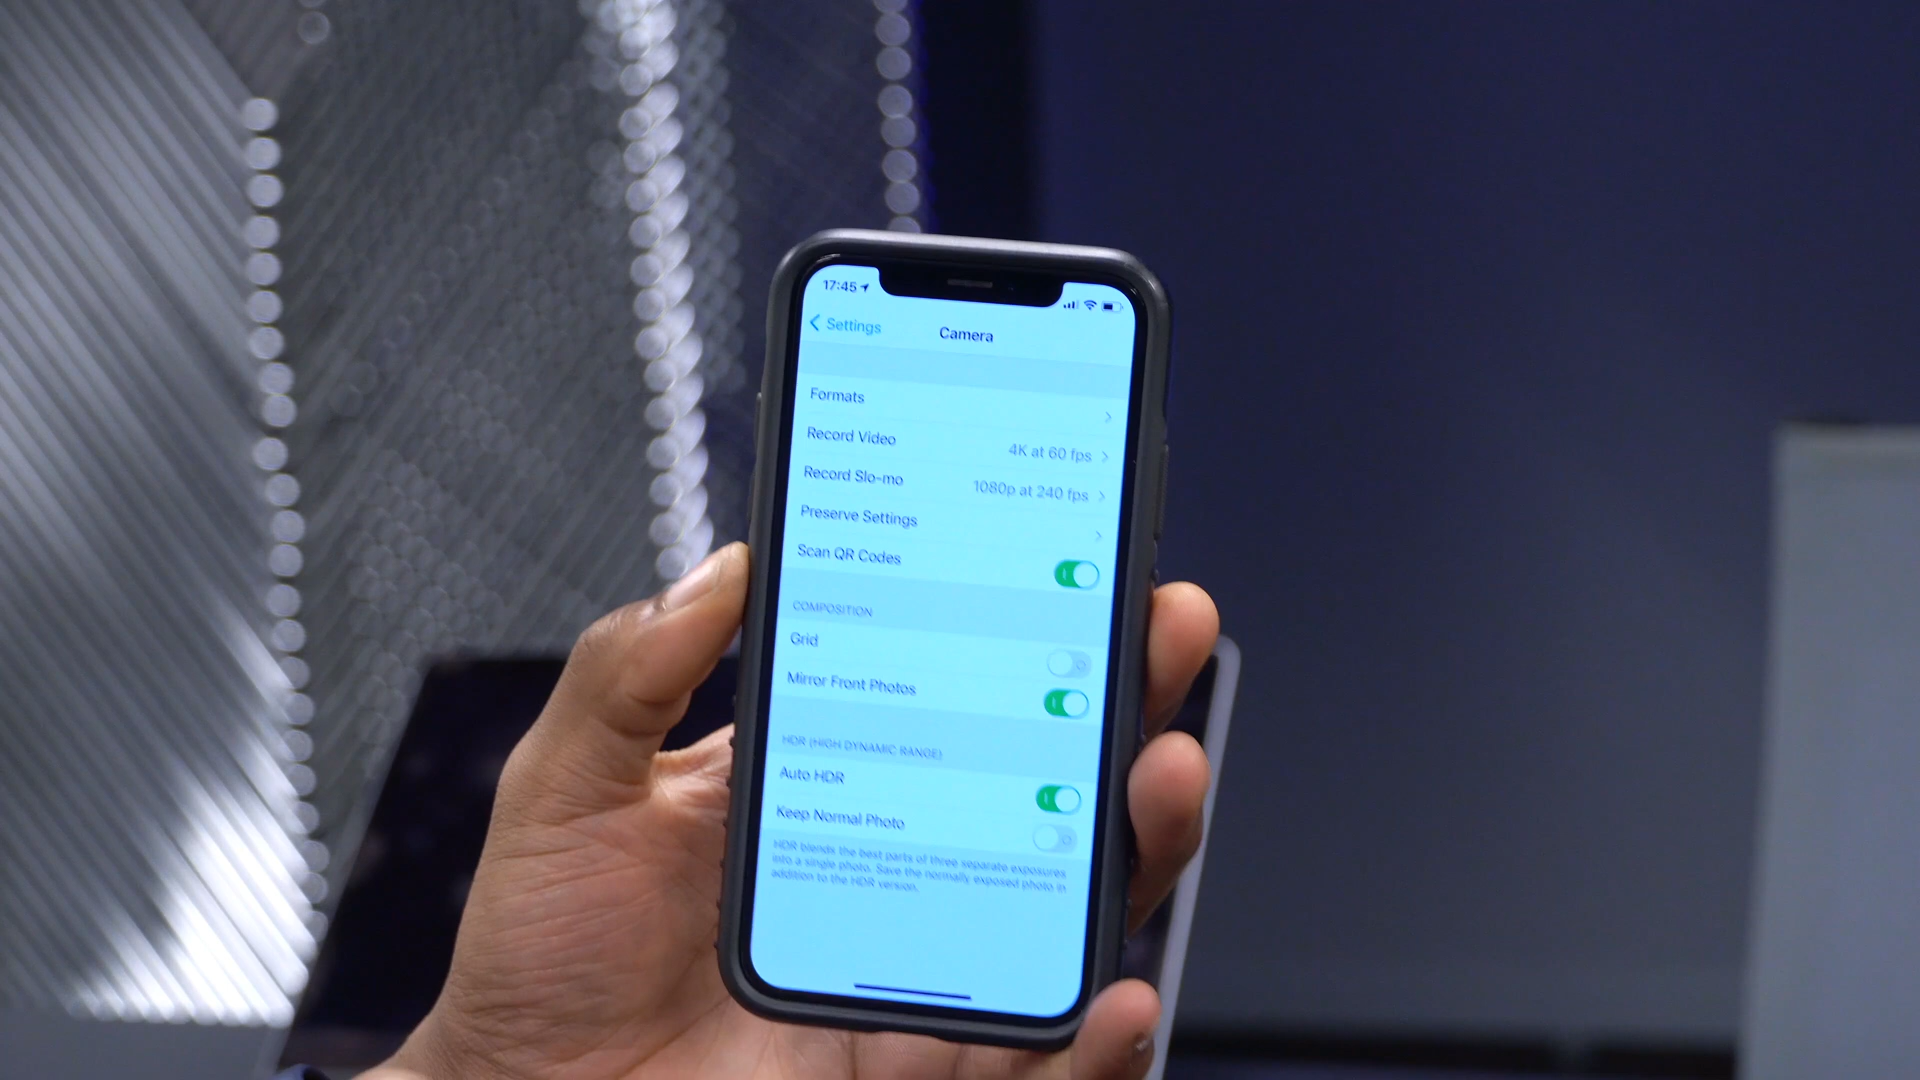 17:45
Settings
Camera
Formats
Record Video 4K at 60 fps
Record Slo-mo 1080p at 240 fps
Preserve Settings
Scan QR Codes
COMPOSITION
Grid
Mirror Front Photos
HDR (HIGH DYNAMIC RANGE)
Auto HDR
Keep Normal Photo
HDR blends the best parts of three separate exposures
into a single photo. Save the normally exposed photo in
addition to the HDR version.